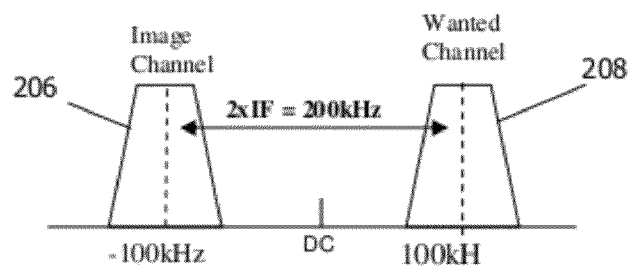 Image
Channel
Wanted
Channel
206
208
2xIF = 200kHz
-100kHz
DC
100kH